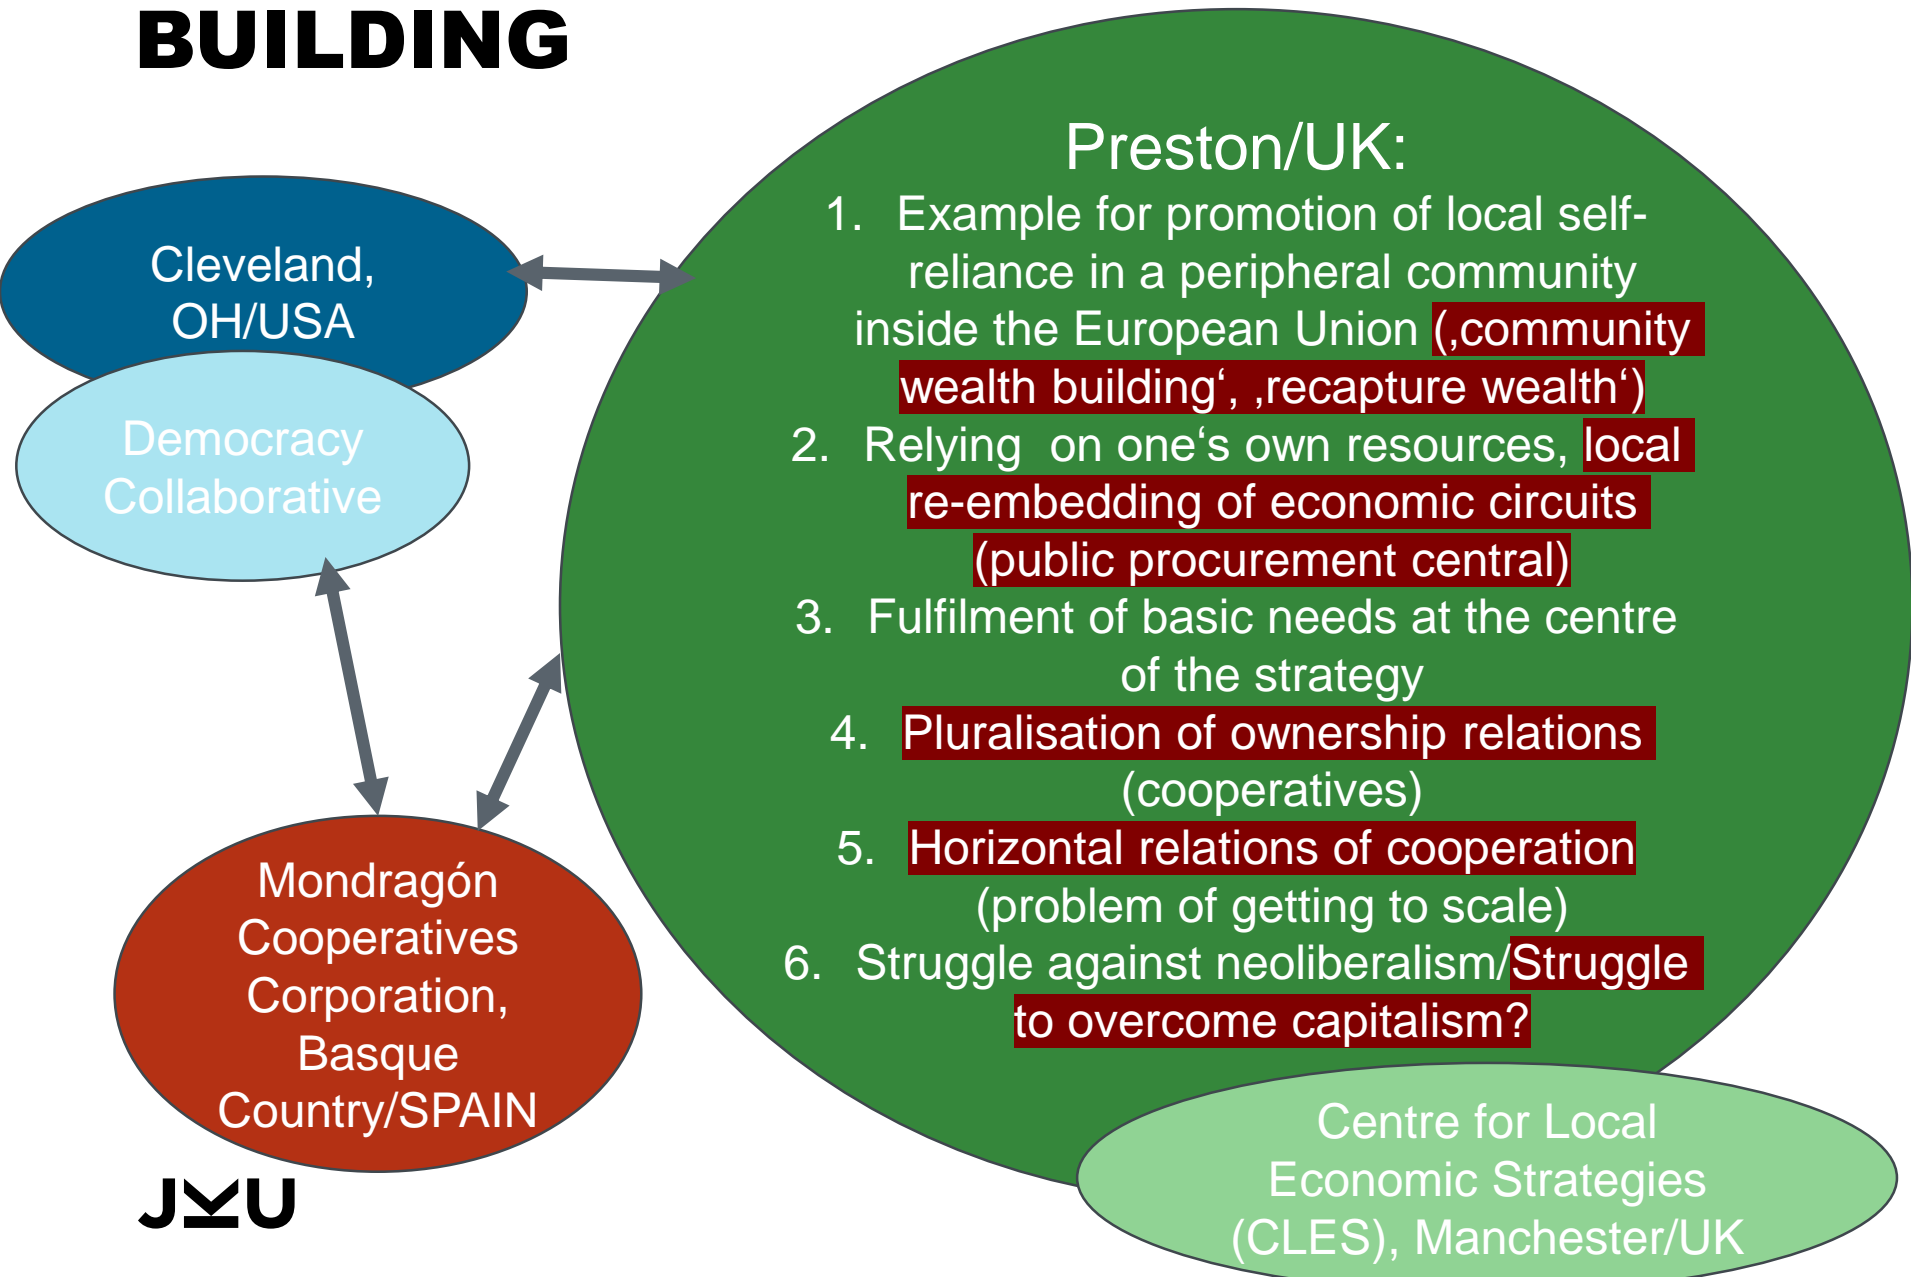 BUILDING
Cleveland,
OH/USA
Democracy
Collaborative
Mondragón
Cooperatives
Corporation,
Basque
Country/SPAIN
Preston/UK:
1. Example for promotion of local self-
reliance in a peripheral community
inside the European Union (‚community
wealth building‘, ‚recapture wealth‘)
2. Relying  on one‘s own resources, local
re-embedding of economic circuits
(public procurement central)
3. Fulfilment of basic needs at the centre
of the strategy
4. Pluralisation of ownership relations
(cooperatives)
5. Horizontal relations of cooperation
(problem of getting to scale)
6. Struggle against neoliberalism/Struggle
to overcome capitalism?
Centre for Local
Economic Strategies
(CLES), Manchester/UK
JKU